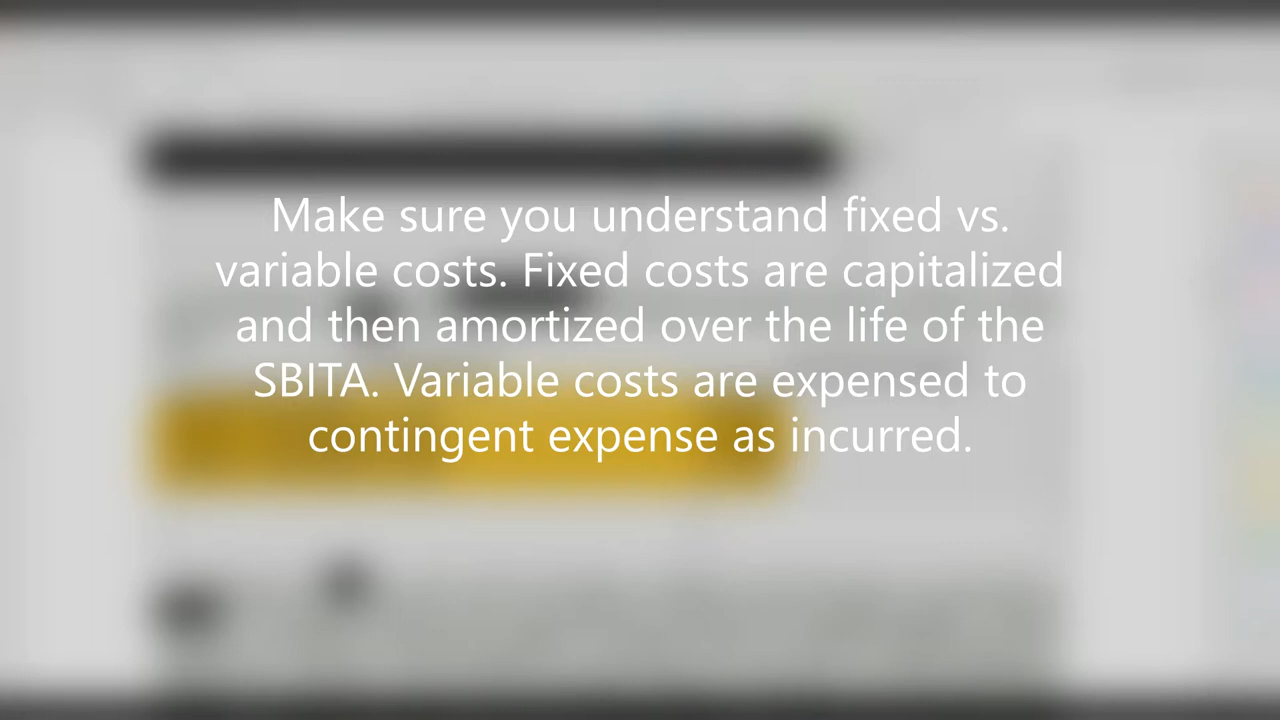 Make sure you understand fixed vs.
variable costs. Fixed costs are capitalized
and then amortized over the life of the
SBITA. Variable costs are expensed to
contingent expense as incurred.